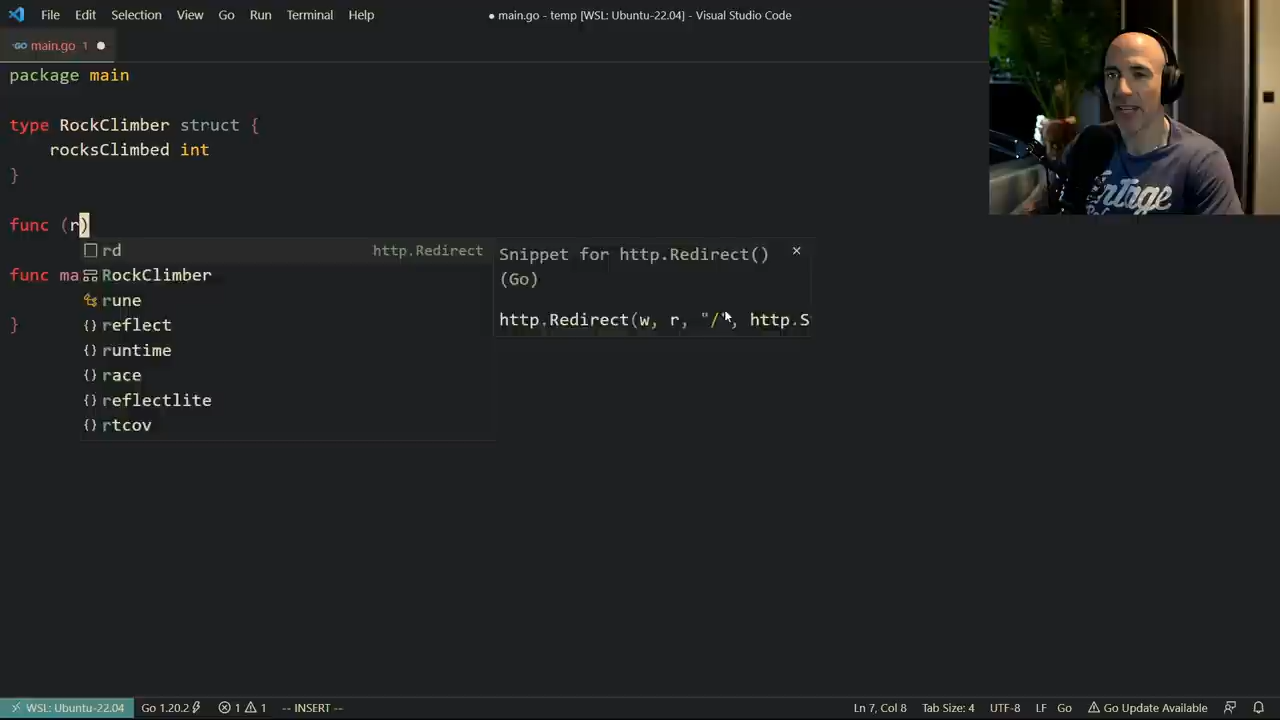 File Edit Selection View Go Run Terminal Help
● main.go - temp [WSL: Ubuntu-22.04] - Visual Studio Code
GO main.go 1 ●
package main
type RockClimber struct {
rocksClimbed int
}
func (r)
rd http.Redirect
func ma RockClimber
rune
} {} reflect
{} runtime
{} race
{} reflectlite
{} rtcov
Snippet for http.Redirect() ×
(Go)
http.Redirect(w, r, "/", http.S
WSL: Ubuntu-22.04 Go 1.20.2 1 1 -- INSERT -- Ln 7, Col 8 Tab Size: 4 UTF-8 LF Go Go Update Available